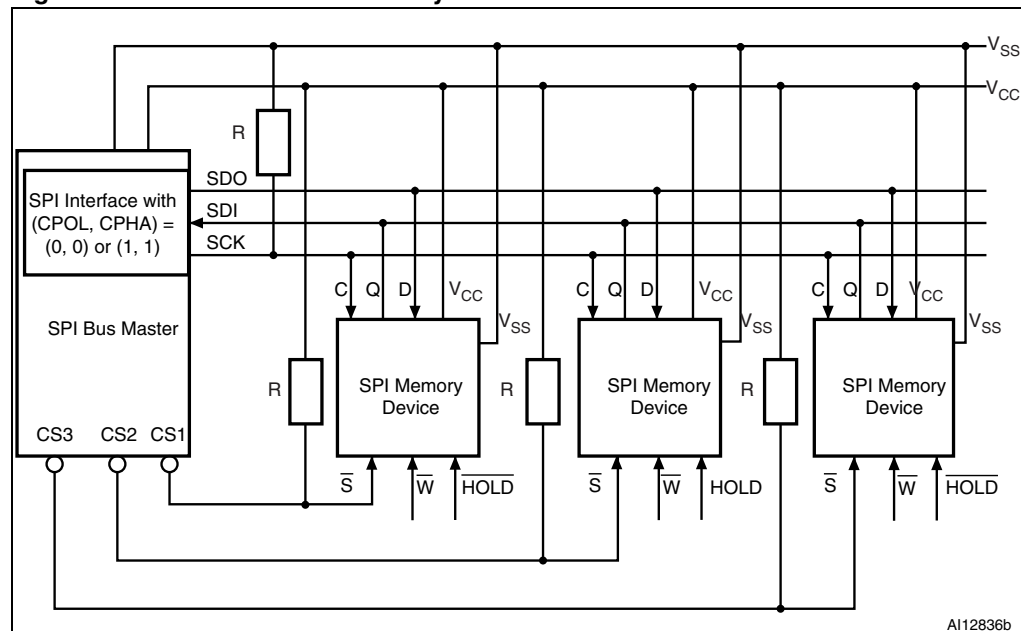 V_SS
V_CC
R
SDO
SDI
SCK
SPI Interface with
(CPOL, CPHA) =
(0, 0) or (1, 1)
SPI Bus Master
CS3 CS2 CS1
C Q D V_CC V_SS
C Q D V_CC V_SS
C Q D V_CC V_SS
R
SPI Memory
Device
R
SPI Memory
Device
R
SPI Memory
Device
S̅ W̅ H̅O̅L̅D̅
S̅ W̅ HOLD
S̅ W̅ H̅O̅L̅D̅
AI12836b